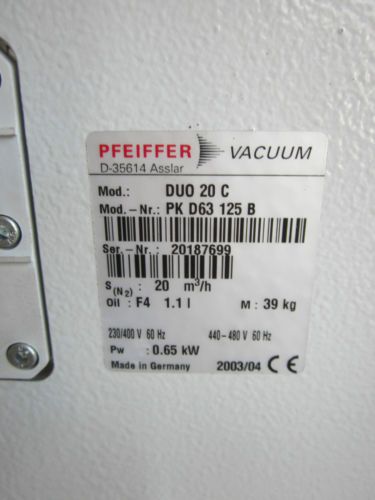 PFEIFFER VACUUM
D-35614 Asslar
Mod.: DUO 20 C
Mod.-Nr.: PK D63 125 B
Ser.-Nr.: 20187699
S(N₂) : 20 m³/h
Oil : F4 1.1 l M : 39 kg
230/400 V 60 Hz 440-480 V 60 Hz
Pw : 0.65 kW
Made in Germany 2003/04 CE